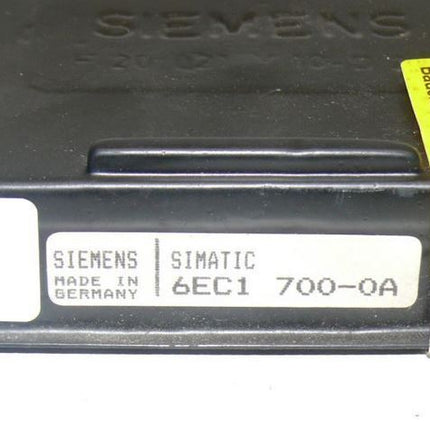 SIEMENS
SIEMENS
MADE IN
GERMANY
SIMATIC
6EC1 700-0A